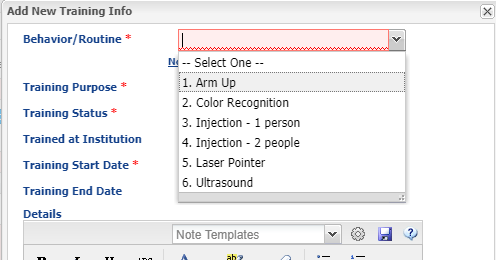 Add New Training Info
Behavior/Routine *
-- Select One --
1. Arm Up
2. Color Recognition
3. Injection - 1 person
4. Injection - 2 people
5. Laser Pointer
6. Ultrasound
Training Purpose *
Training Status *
Trained at Institution
Training Start Date *
Training End Date
Details
Note Templates